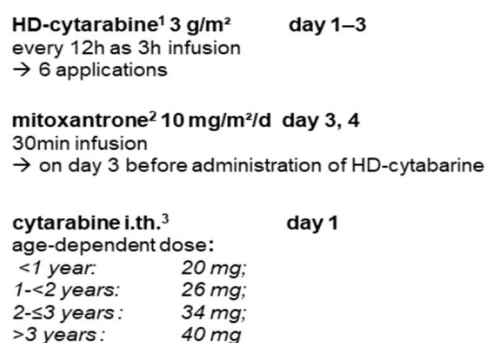 HD-cytarabine¹ 3 g/m² day 1–3
every 12h as 3h infusion
→ 6 applications
mitoxantrone² 10 mg/m²/d day 3, 4
30min infusion
→ on day 3 before administration of HD-cytabarine
cytarabine i.th.³ day 1
age-dependent dose:
<1 year: 20 mg;
1-<2 years: 26 mg;
2-≤3 years: 34 mg;
>3 years: 40 mg